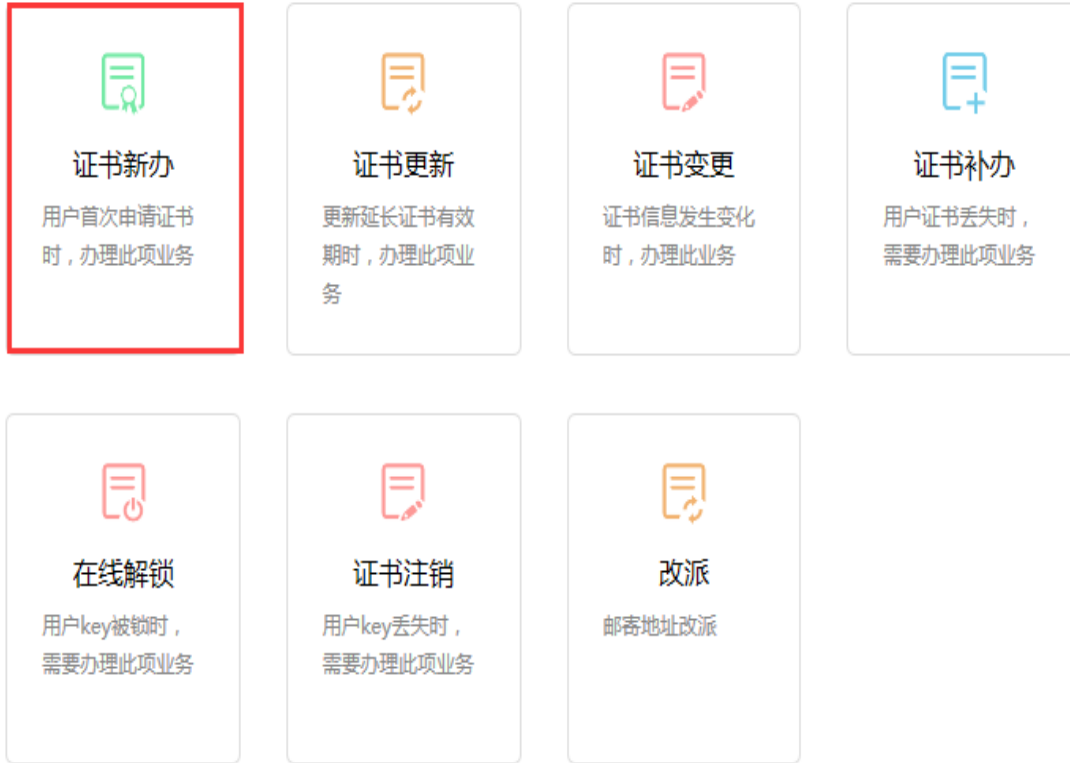 证书新办
用户首次申请证书
时，办理此项业务
证书更新
更新延长证书有效
期时，办理此项业
务
证书变更
证书信息发生变化
时，办理此业务
证书补办
用户证书丢失时，
需要办理此项业务
在线解锁
用户key被锁时，
需要办理此项业务
证书注销
用户key丢失时，
需要办理此项业务
改派
邮寄地址改派